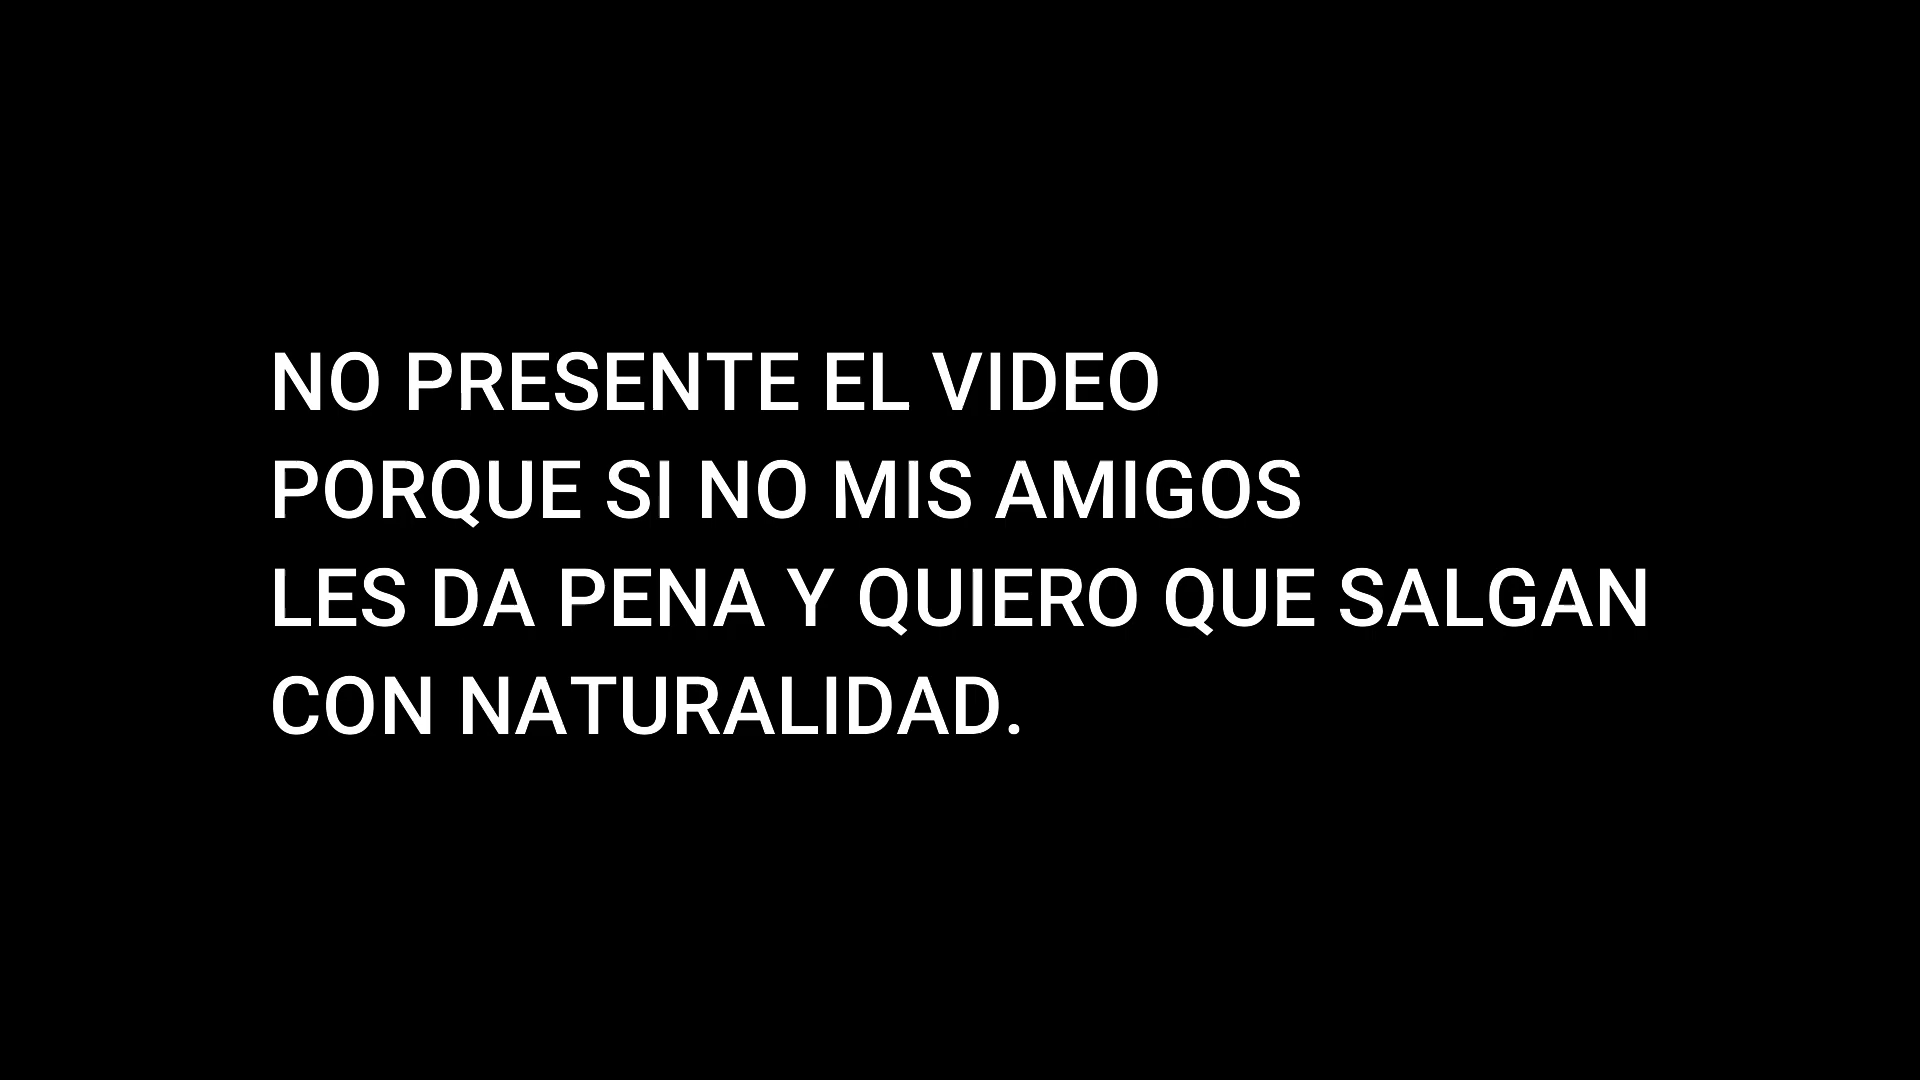 NO PRESENTE EL VIDEO
PORQUE SI NO MIS AMIGOS
LES DA PENA Y QUIERO QUE SALGAN
CON NATURALIDAD.